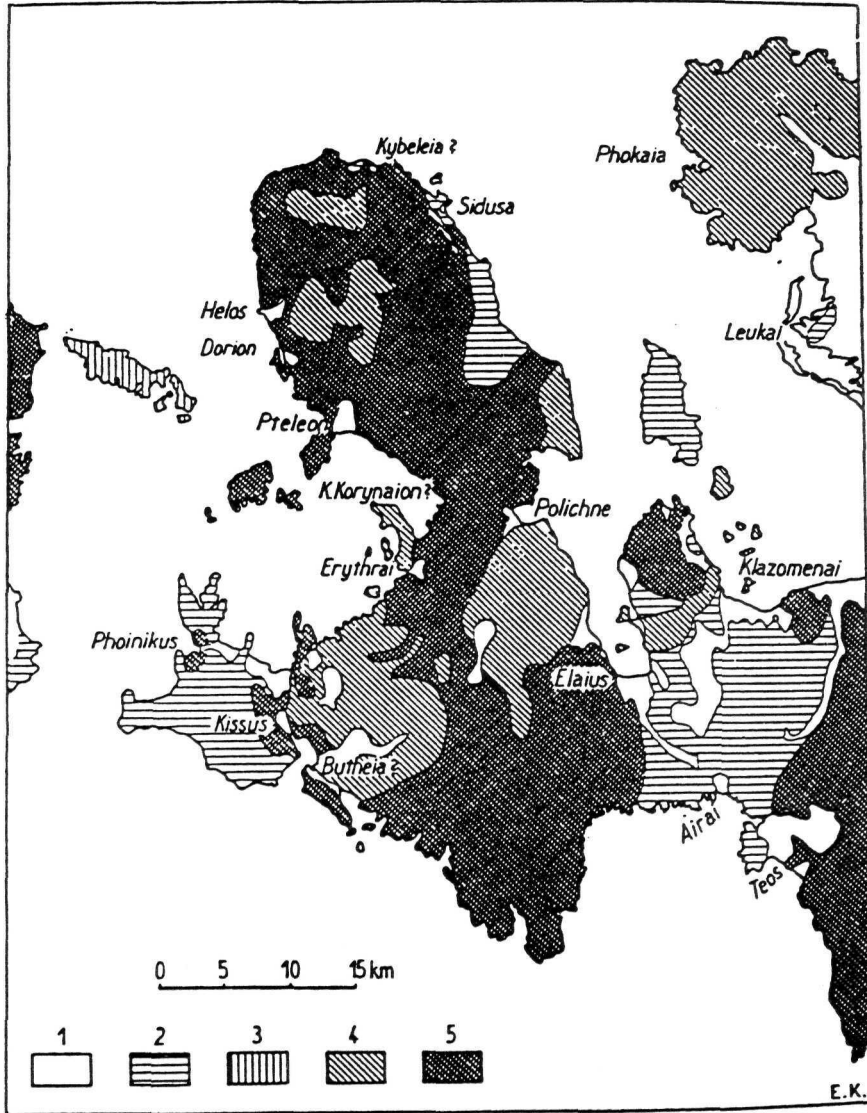 Kybeleia ?
Phokaia
Sidusa
Helos
Leukai
Dorion
Pteleon
K.Korynaion?
Polichne
Erythrai
Klazomenai
Phoinikus
Elaius
Kissus
Butheia ?
Airai
Teos
0 5 10 15 km
1 2 3 4 5
E.K.